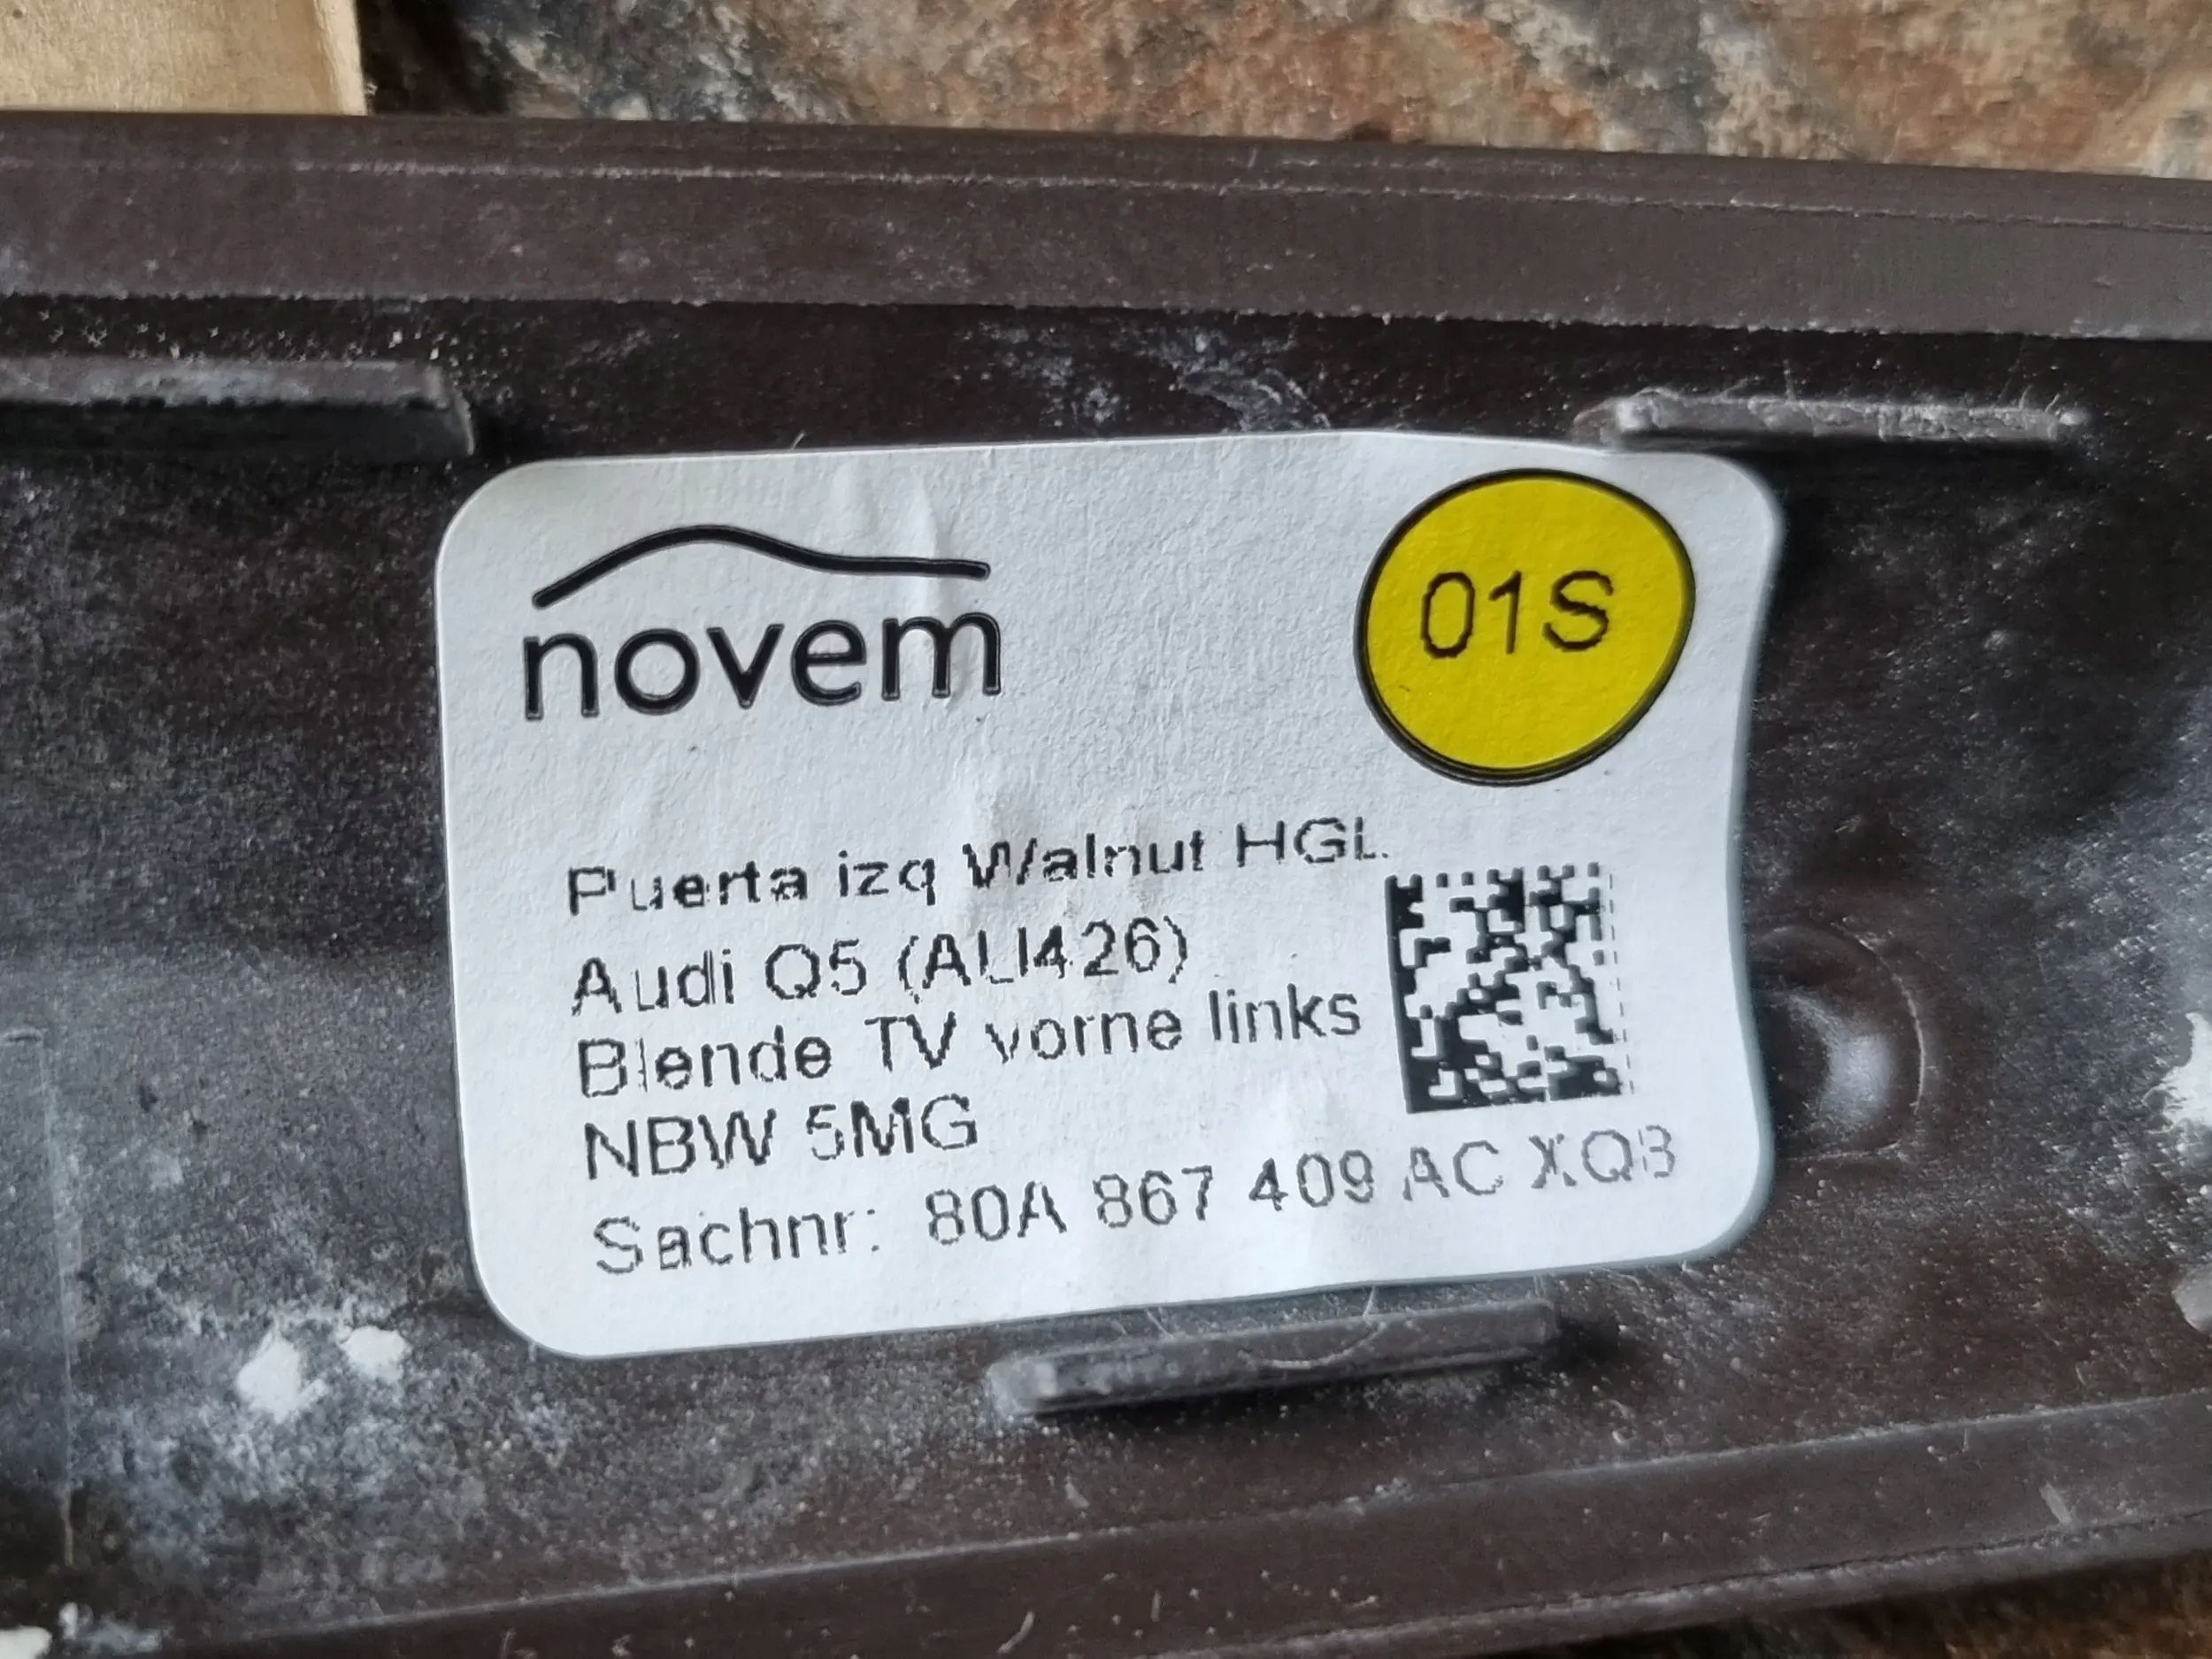 novem
01S
Puerta izq Walnut HGL
Audi Q5 (AU426)
Blende TV vorne links
NBW 5MG
Sachnr: 80A 867 409 AC XQB